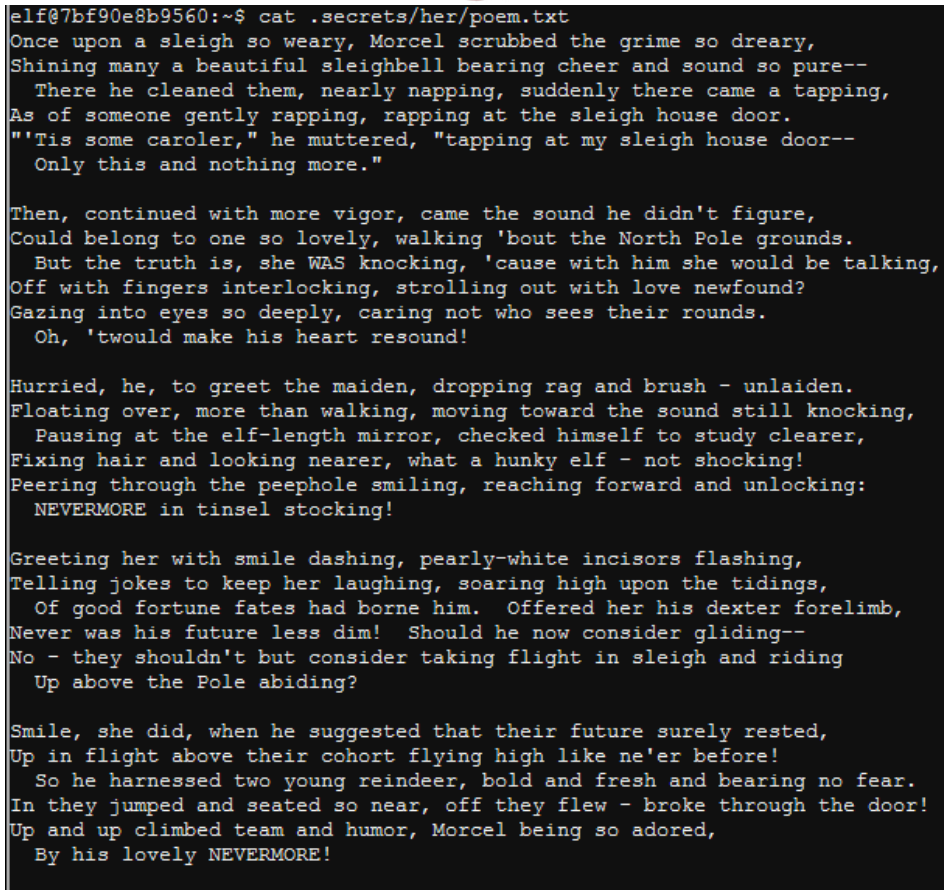 elf@7bf90e8b9560:~$ cat .secrets/her/poem.txt
Once upon a sleigh so weary, Morcel scrubbed the grime so dreary,
Shining many a beautiful sleighbell bearing cheer and sound so pure--
  There he cleaned them, nearly napping, suddenly there came a tapping,
As of someone gently rapping, rapping at the sleigh house door.
"'Tis some caroler," he muttered, "tapping at my sleigh house door--
  Only this and nothing more."

Then, continued with more vigor, came the sound he didn't figure,
Could belong to one so lovely, walking 'bout the North Pole grounds.
  But the truth is, she WAS knocking, 'cause with him she would be talking,
Off with fingers interlocking, strolling out with love newfound?
Gazing into eyes so deeply, caring not who sees their rounds.
  Oh, 'twould make his heart resound!

Hurried, he, to greet the maiden, dropping rag and brush - unlaiden.
Floating over, more than walking, moving toward the sound still knocking,
  Pausing at the elf-length mirror, checked himself to study clearer,
Fixing hair and looking nearer, what a hunky elf - not shocking!
Peering through the peephole smiling, reaching forward and unlocking:
  NEVERMORE in tinsel stocking!

Greeting her with smile dashing, pearly-white incisors flashing,
Telling jokes to keep her laughing, soaring high upon the tidings,
  Of good fortune fates had borne him.  Offered her his dexter forelimb,
Never was his future less dim!  Should he now consider gliding--
No - they shouldn't but consider taking flight in sleigh and riding
  Up above the Pole abiding?

Smile, she did, when he suggested that their future surely rested,
Up in flight above their cohort flying high like ne'er before!
  So he harnessed two young reindeer, bold and fresh and bearing no fear.
In they jumped and seated so near, off they flew - broke through the door!
Up and up climbed team and humor, Morcel being so adored,
  By his lovely NEVERMORE!